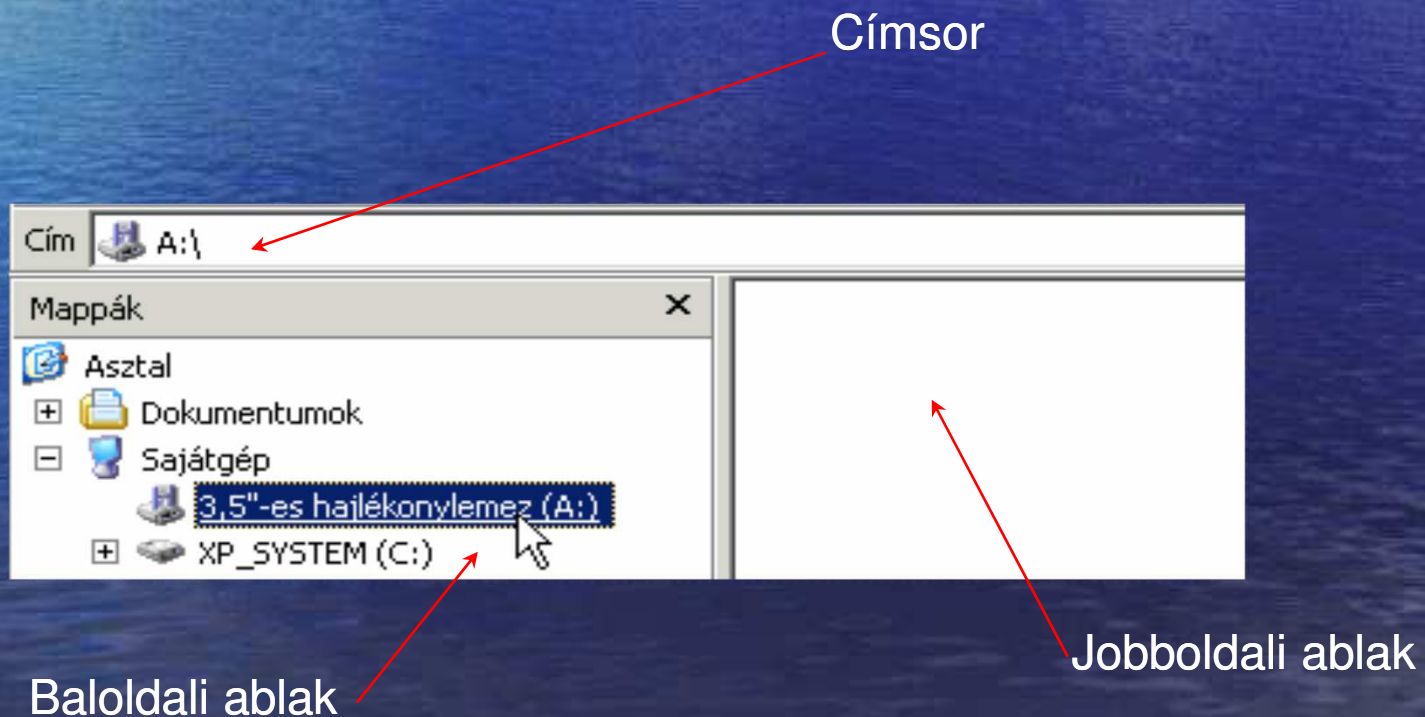 Címsor
Cím A:\
Mappák
Asztal
Dokumentumok
Sajátgép
3,5"-es hajlékonylemez (A:)
XP_SYSTEM (C:)
Jobboldali ablak
Baloldali ablak